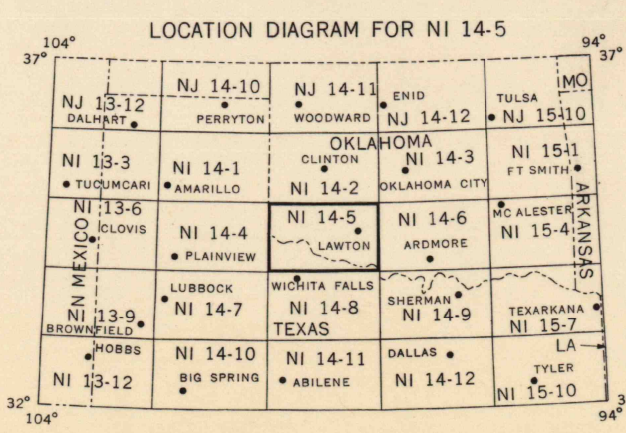 LOCATION DIAGRAM FOR NI 14-5
104° 94°
37° 37°
NJ 13-12 DALHART
NJ 14-10 PERRYTON
NJ 14-11 WOODWARD
ENID NJ 14-12
TULSA NJ 15-10
MO
OKLAHOMA
NI 13-3 TUCUMCARI
NI 14-1 AMARILLO
CLINTON NI 14-2
NI 14-3 OKLAHOMA CITY
NI 15-1 FT SMITH
ARKANSAS
N MEXICO
NI 13-6 CLOVIS
NI 14-4 PLAINVIEW
NI 14-5 LAWTON
NI 14-6 ARDMORE
MC ALESTER NI 15-4
NI 13-9 BROWNFIELD
LUBBOCK NI 14-7
WICHITA FALLS NI 14-8
TEXAS
SHERMAN NI 14-9
TEXARKANA NI 15-7
LA
HOBBS NI 13-12
NI 14-10 BIG SPRING
NI 14-11 ABILENE
DALLAS NI 14-12
TYLER NI 15-10
32° 3
104° 94°